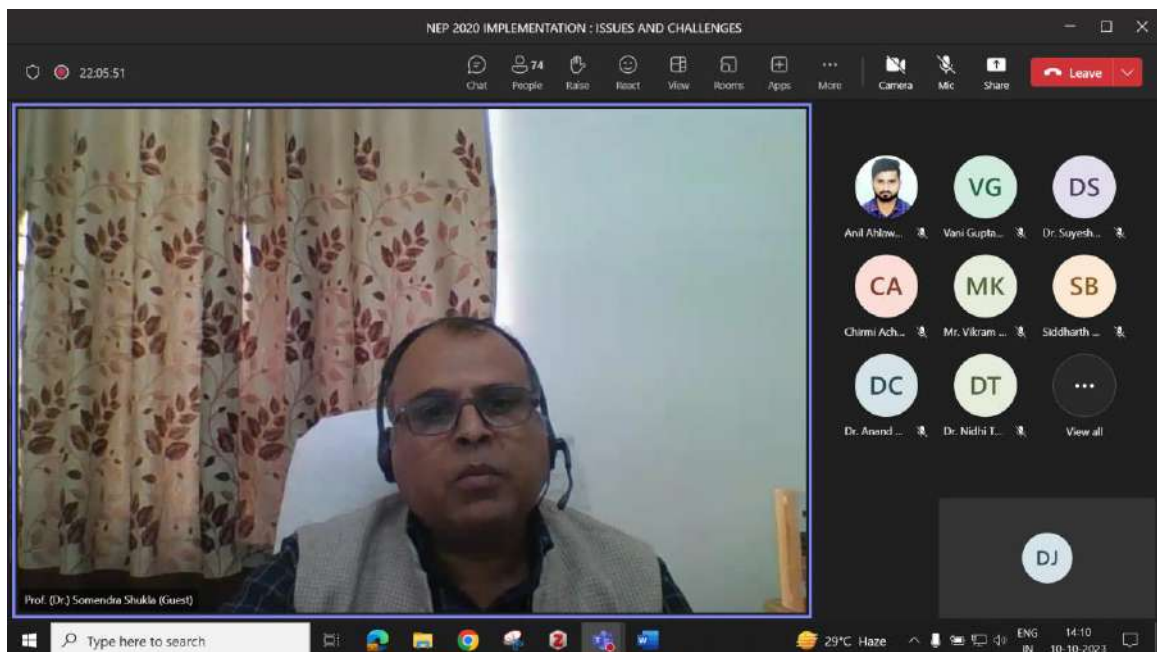 NEP 2020 IMPLEMENTATION : ISSUES AND CHALLENGES
22:05:51
Chat
74
People
Raise
React
View
Rooms
Apps
More
Camera
Mic
Share
Leave
VG
DS
Anil Ahlaw...
Vani Gupta...
Dr. Suyesh...
CA
MK
SB
Chirmi Ach...
Mr. Vikram ...
Siddharth ...
DC
DT
Dr. Anand ...
Dr. Nidhi T...
View all
DJ
Prof. (Dr.) Somendra Shukla (Guest)
Type here to search
29°C Haze
ENG
IN
14:10
10-10-2023